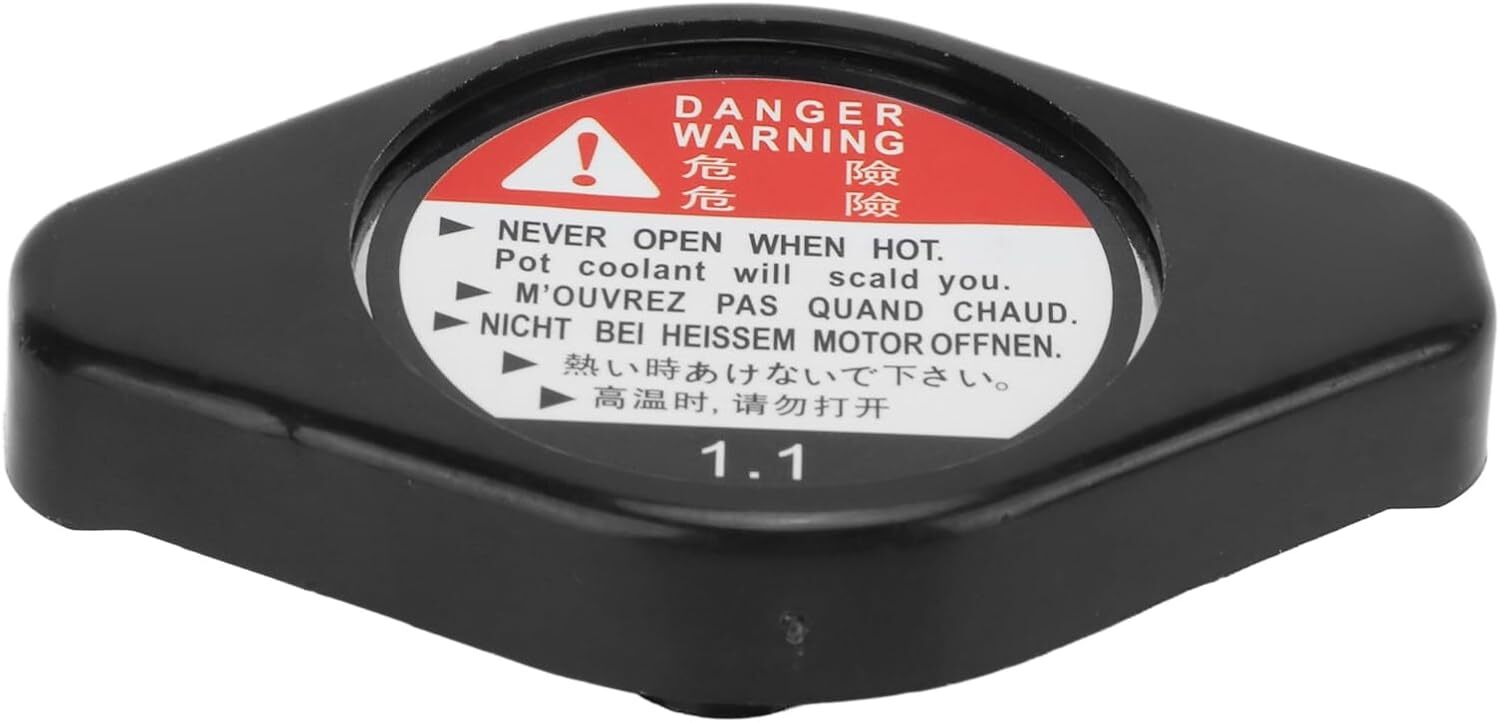 DANGER
WARNING
危 險
危 險
► NEVER OPEN WHEN HOT.
Pot coolant will scald you.
► M'OUVREZ PAS QUAND CHAUD.
► NICHT BEI HEISSEM MOTOR OFFNEN.
► 熱い時あけないで下さい。
► 高温时,请勿打开
1.1